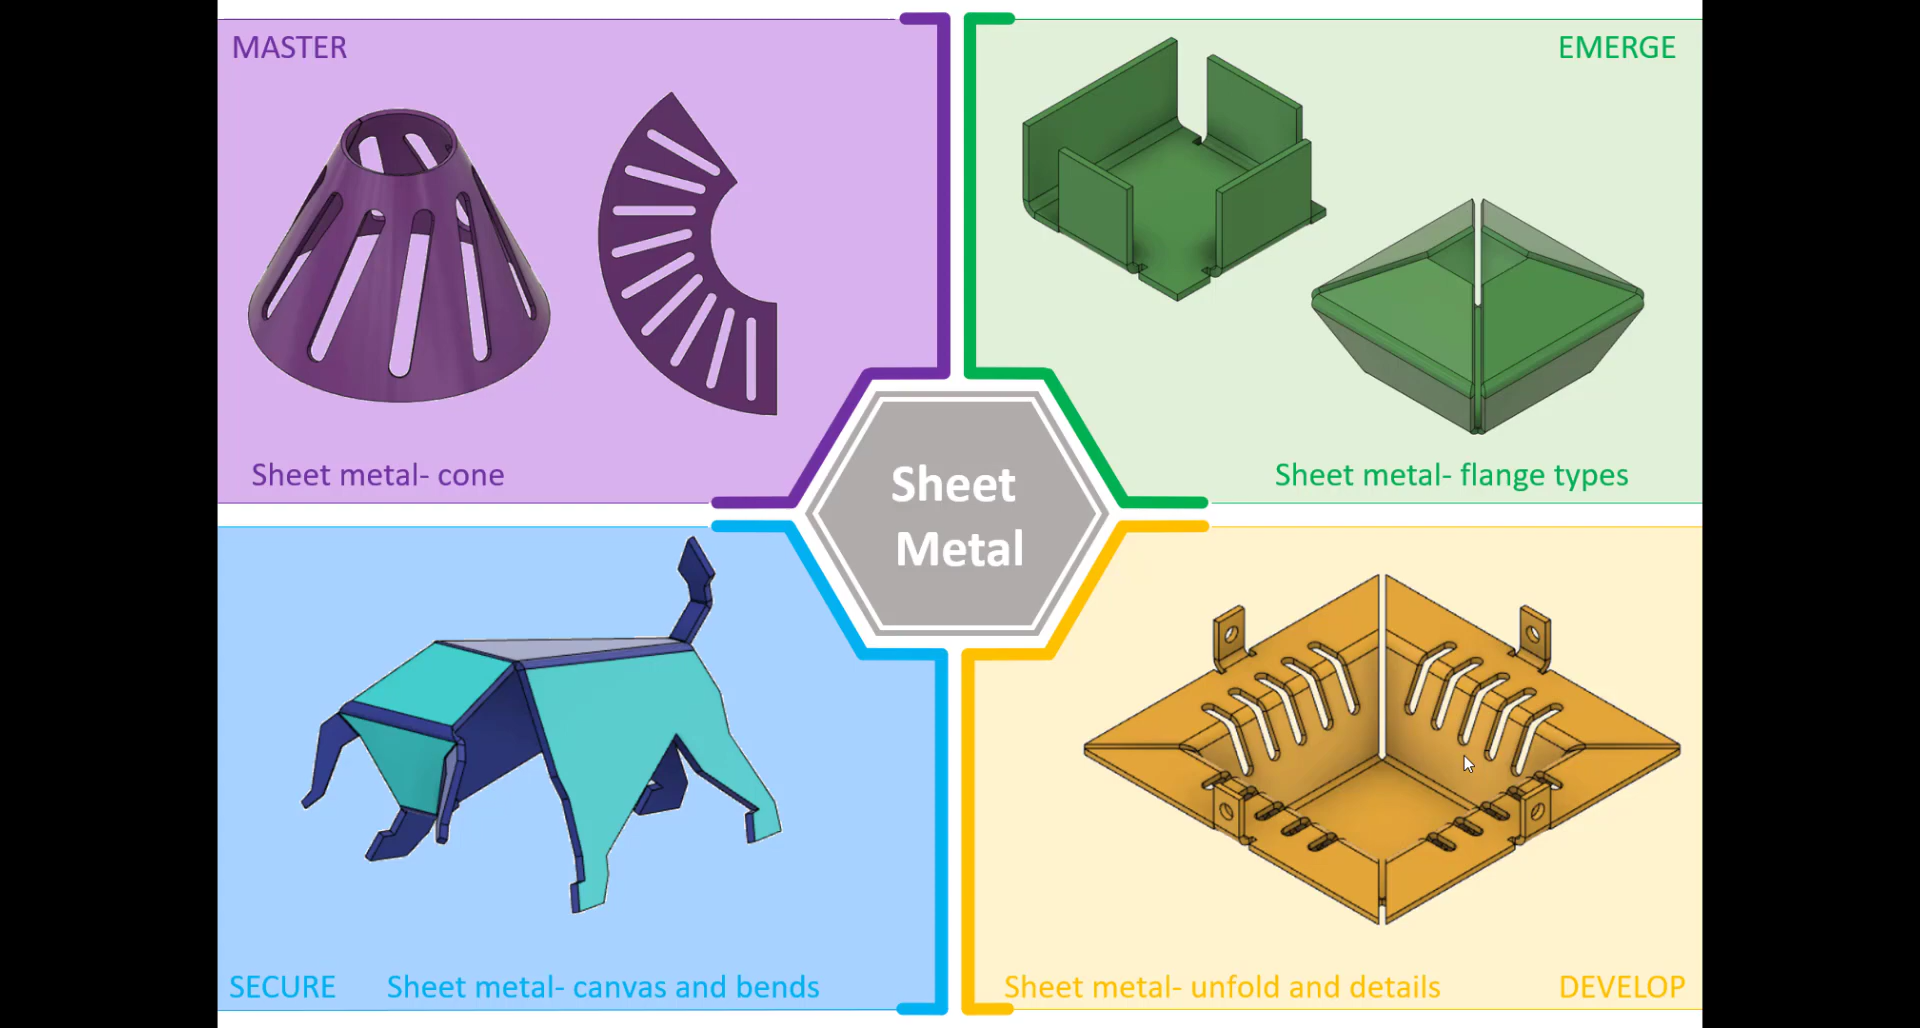 MASTER
EMERGE
Sheet metal- cone
Sheet metal- flange types
Sheet
Metal
SECURE
Sheet metal- canvas and bends
Sheet metal- unfold and details
DEVELOP